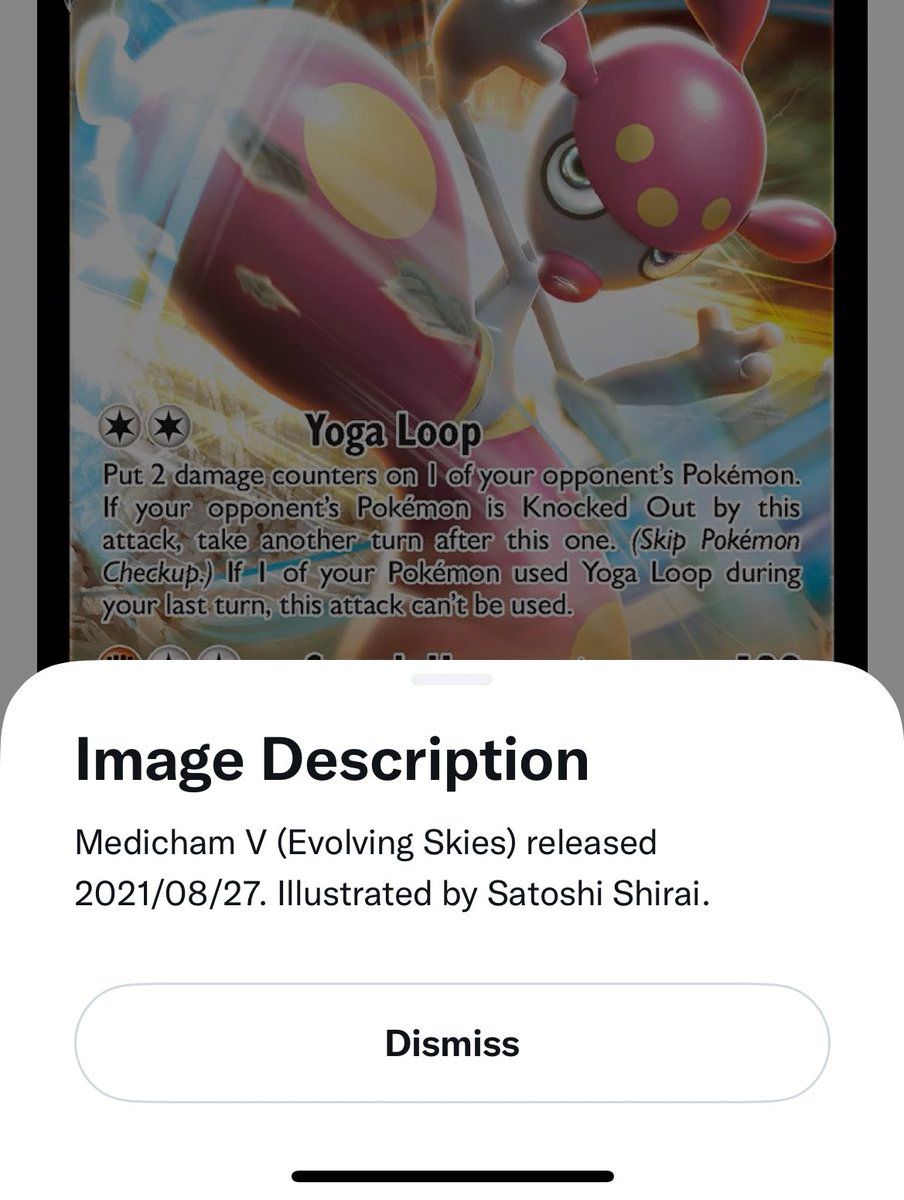 Yoga Loop
Put 2 damage counters on 1 of your opponent's Pokémon.
If your opponent's Pokémon is Knocked Out by this
attack, take another turn after this one. (Skip Pokémon
Checkup.) If 1 of your Pokémon used Yoga Loop during
your last turn, this attack can't be used.
Image Description
Medicham V (Evolving Skies) released
2021/08/27. Illustrated by Satoshi Shirai.
Dismiss